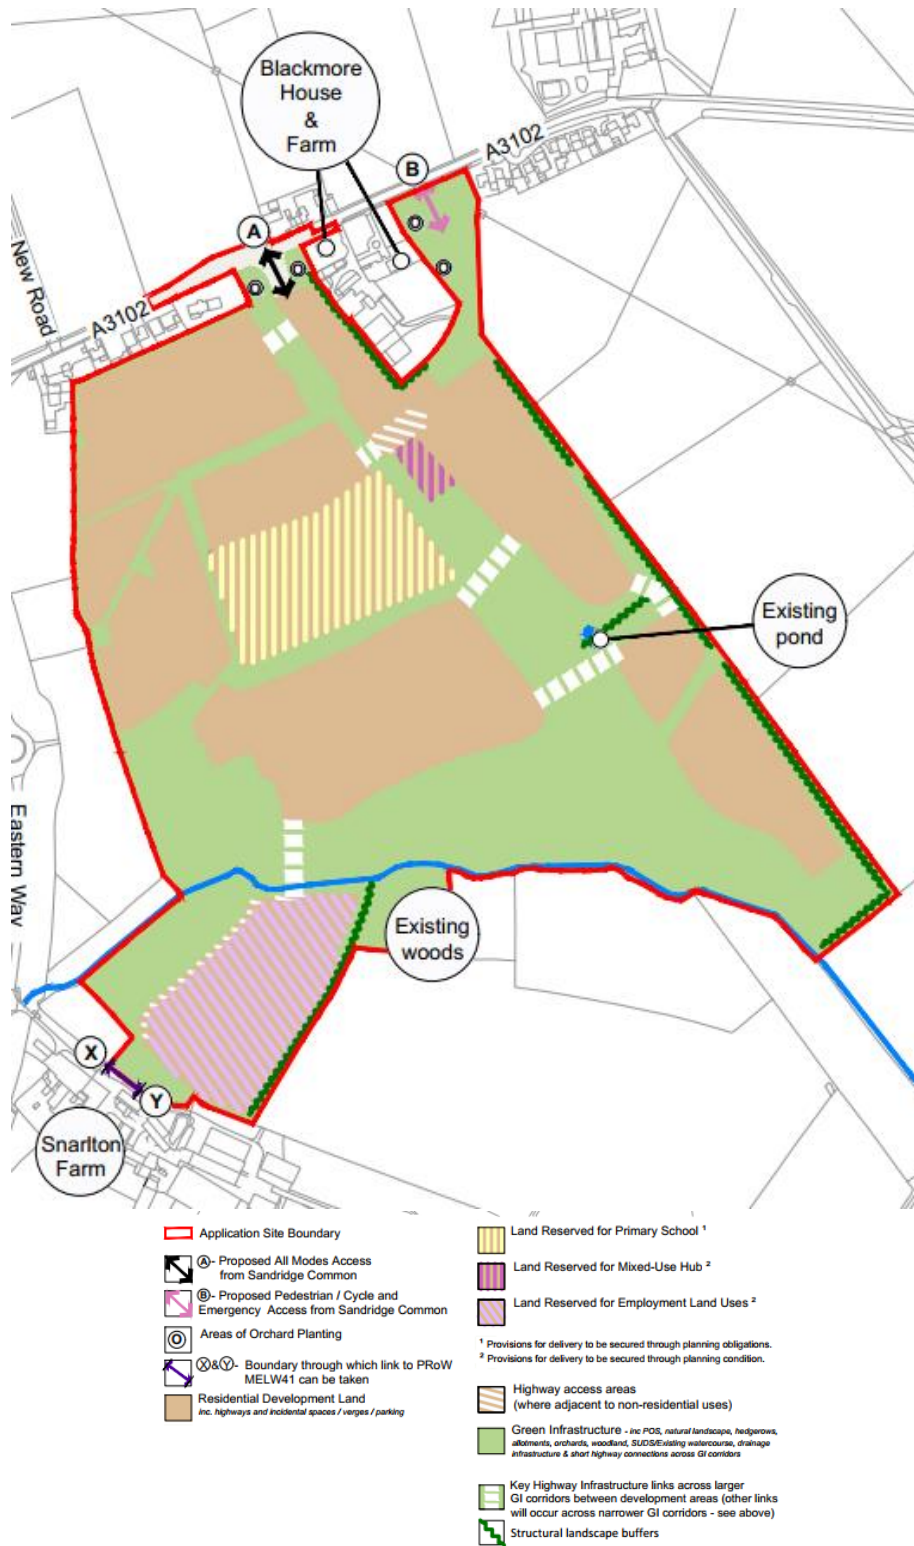 Blackmore
House
&
Farm
A3102
B
A
New Road
A3102
Existing
pond
Eastern Way
Existing
woods
X
Y
Snarlton
Farm
Application Site Boundary
Ⓐ- Proposed All Modes Access
from Sandridge Common
Ⓑ- Proposed Pedestrian / Cycle and
Emergency Access from Sandridge Common
Areas of Orchard Planting
Ⓧ&Ⓨ- Boundary through which link to PRoW
MELW41 can be taken
Residential Development Land
inc. highways and incidental spaces / verges / parking
Land Reserved for Primary School ¹
Land Reserved for Mixed-Use Hub ²
Land Reserved for Employment Land Uses ²
¹ Provisions for delivery to be secured through planning obligations.
² Provisions for delivery to be secured through planning condition.
Highway access areas
(where adjacent to non-residential uses)
Green Infrastructure - inc POS, natural landscape, hedgerows,
allotments, orchards, woodland, SUDS/Existing watercourse, drainage
infrastructure & short highway connections across GI corridors
Key Highway Infrastructure links across larger
GI corridors between development areas (other links
will occur across narrower GI corridors - see above)
Structural landscape buffers